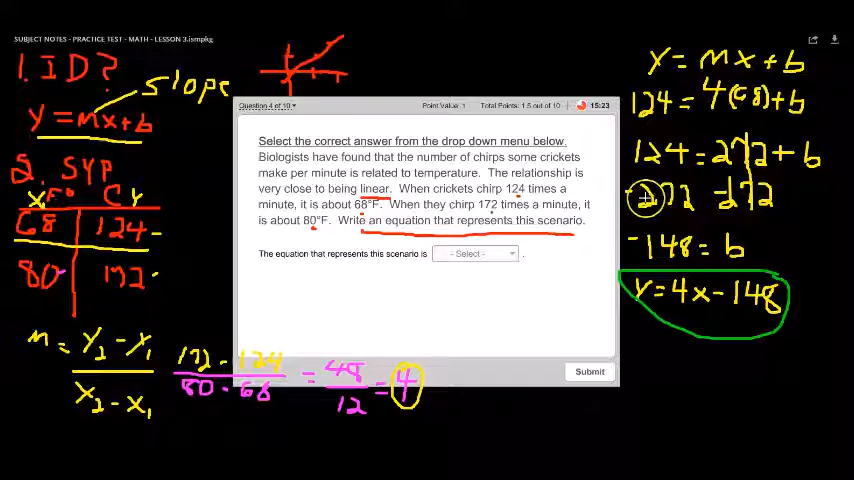 SUBJECT NOTES - PRACTICE TEST - MATH - LESSON 3.ismpkg
1. ID?
slope
Y = mx+b
2. SYP
X F° C Y
68 124
80 172
m = Y₂ - Y₁
X₂ - X₁
172 - 124
80 - 68
= 48
12
= 4
Question 4 of 10
Point Value: 1
Total Points: 1.5 out of 10
15:23
Select the correct answer from the drop down menu below.
Biologists have found that the number of chirps some crickets
make per minute is related to temperature. The relationship is
very close to being linear. When crickets chirp 124 times a
minute, it is about 68°F. When they chirp 172 times a minute, it
is about 80°F. Write an equation that represents this scenario.
The equation that represents this scenario is - Select - .
Submit
Y = mx + b
124 = 4(68)+b
124 = 272 + b
-272 -272
-148 = b
Y = 4x - 148